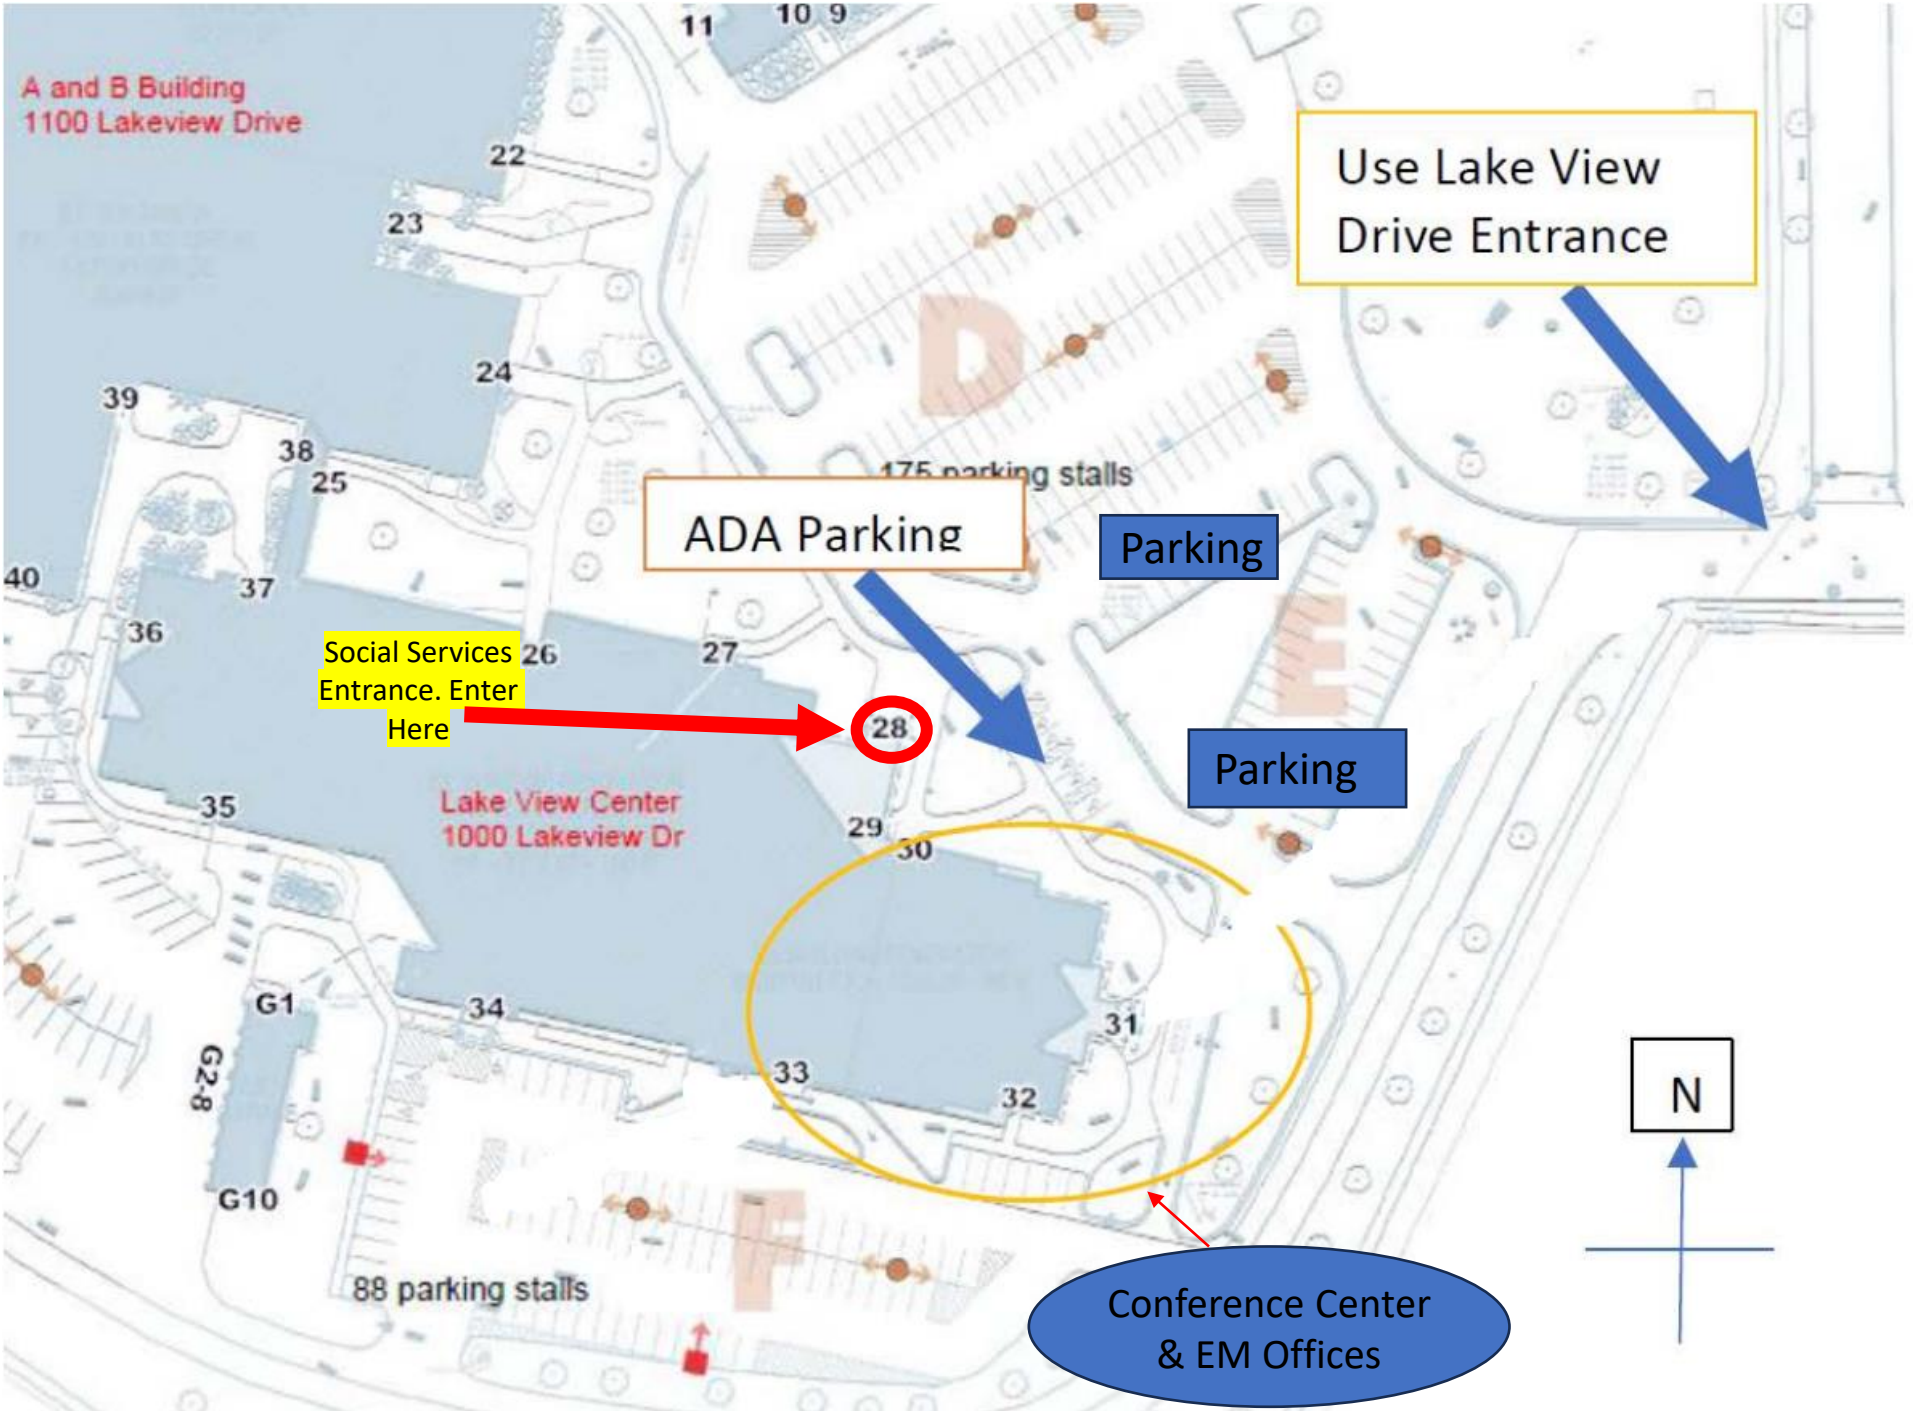 11
10 9
A and B Building
1100 Lakeview Drive
22
23
24
Use Lake View
Drive Entrance
D
39
38
25
175 parking stalls
ADA Parking
Parking
40
37
36
E
Social Services
Entrance. Enter
Here
26
27
28
Parking
Lake View Center
1000 Lakeview Dr
35
29
30
G1
34
31
G2-8
33
32
N
G10
F
88 parking stalls
Conference Center
& EM Offices